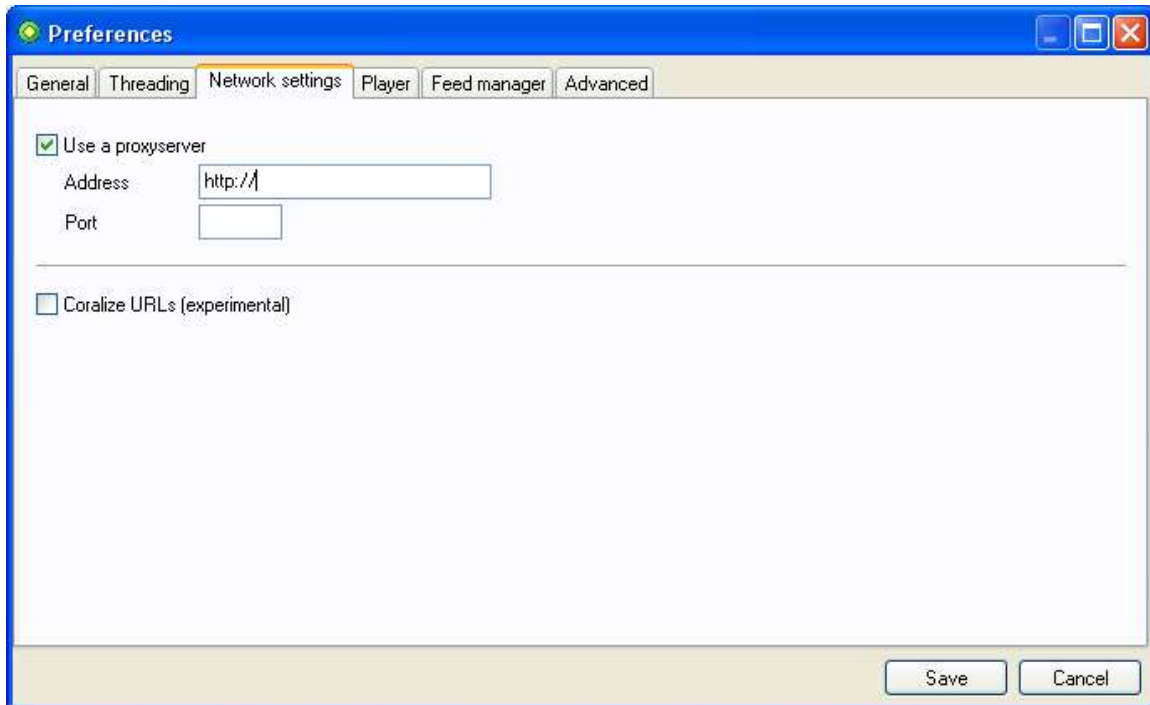 Preferences
General Threading Network settings Player Feed manager Advanced
Use a proxyserver
Address http://
Port
Coralize URLs (experimental)
Save Cancel